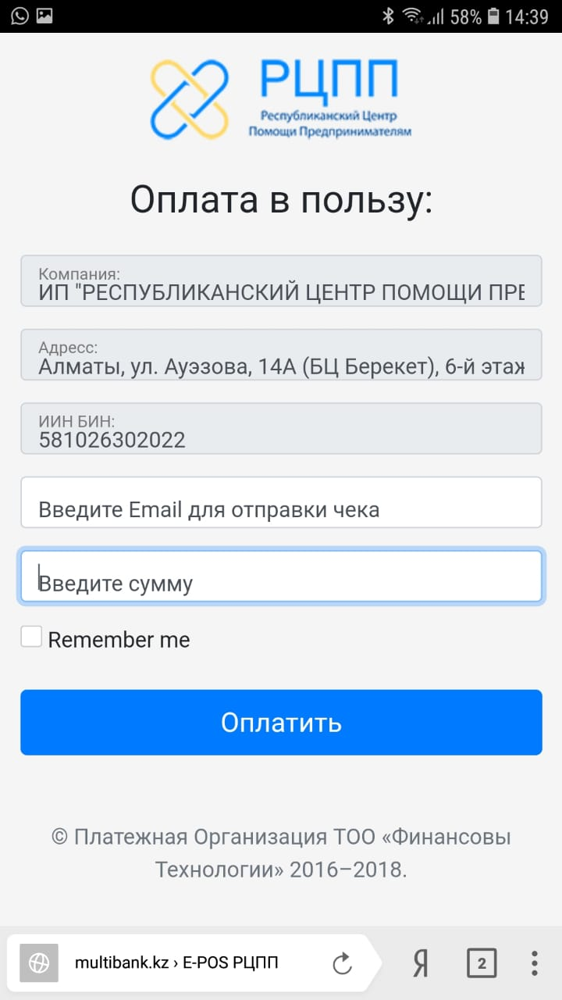 58% 14:39
РЦПП
Республиканский Центр
Помощи Предпринимателям
Оплата в пользу:
Компания:
ИП "РЕСПУБЛИКАНСКИЙ ЦЕНТР ПОМОЩИ ПРЕ
Адресс:
Алматы, ул. Ауэзова, 14А (БЦ Берекет), 6-й этаж
ИИН БИН:
581026302022
Введите Email для отправки чека
Введите сумму
Remember me
Оплатить
© Платежная Организация ТОО «Финансовы
Технологии» 2016–2018.
multibank.kz › E-POS РЦПП
Я
2